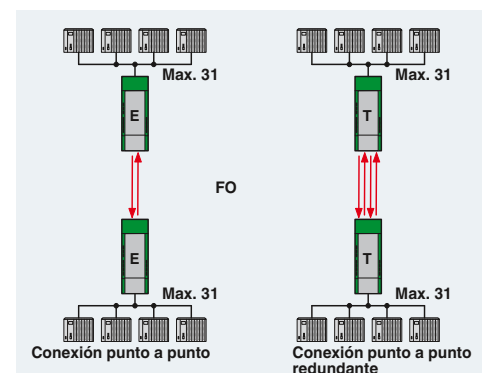 Max. 31
Max. 31
E
T
FO
E
T
Max. 31
Max. 31
Conexión punto a punto
Conexión punto a punto
redundante